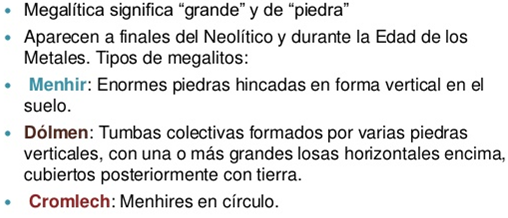 • Megalítica significa “grande” y de “piedra”
• Aparecen a finales del Neolítico y durante la Edad de los
Metales. Tipos de megalitos:
• Menhir: Enormes piedras hincadas en forma vertical en el
suelo.
• Dólmen: Tumbas colectivas formados por varias piedras
verticales, con una o más grandes losas horizontales encima,
cubiertos posteriormente con tierra.
• Cromlech: Menhires en círculo.